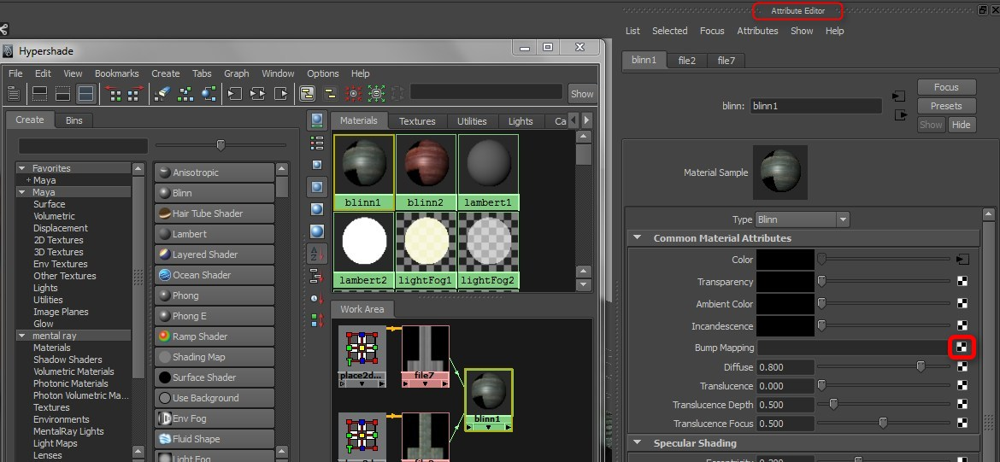 Attribute Editor
List Selected Focus Attributes Show Help
Hypershade
File Edit View Bookmarks Create Tabs Graph Window Options Help
Show
Create Bins
Favorites
+ Maya
Maya
Surface
Volumetric
Displacement
2D Textures
3D Textures
Env Textures
Other Textures
Lights
Utilities
Image Planes
Glow
mental ray
Materials
Shadow Shaders
Volumetric Materials
Photonic Materials
Photon Volumetric Ma...
Textures
Environments
MentalRay Lights
Light Maps
Lenses
Anisotropic
Blinn
Hair Tube Shader
Lambert
Layered Shader
Ocean Shader
Phong
Phong E
Ramp Shader
Shading Map
Surface Shader
Use Background
Env Fog
Fluid Shape
Light Fog
Materials Textures Utilities Lights Ca
blinn1 blinn2 lambert1
lambert2 lightFog1 lightFog2
Work Area
place2d... file7
blinn1
blinn1 file2 file7
Focus
blinn: blinn1
Presets
Show Hide
Material Sample
Type Blinn
Common Material Attributes
Color
Transparency
Ambient Color
Incandescence
Bump Mapping
Diffuse 0.800
Translucence 0.000
Translucence Depth 0.500
Translucence Focus 0.500
Specular Shading